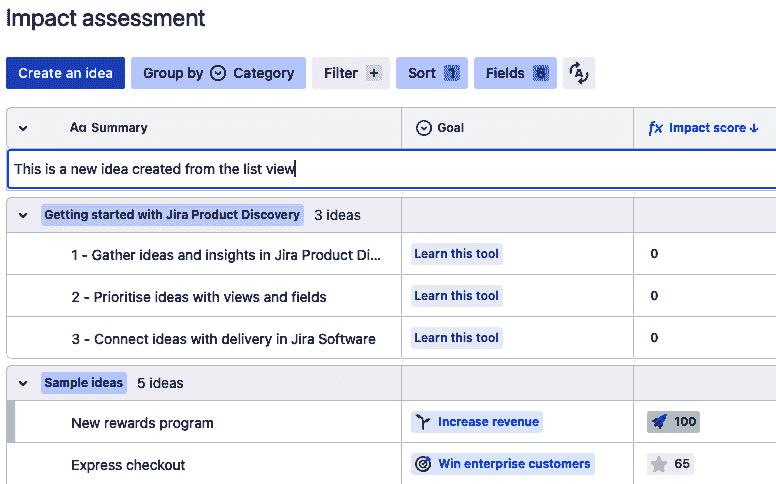 Impact assessment
Create an idea Group by Category Filter + Sort 1 Fields 6 A
Aa Summary Goal fx Impact score ↓
This is a new idea created from the list view
Getting started with Jira Product Discovery 3 ideas
1 - Gather ideas and insights in Jira Product Di... Learn this tool 0
2 - Prioritise ideas with views and fields Learn this tool 0
3 - Connect ideas with delivery in Jira Software Learn this tool 0
Sample ideas 5 ideas
New rewards program Increase revenue 100
Express checkout Win enterprise customers 65